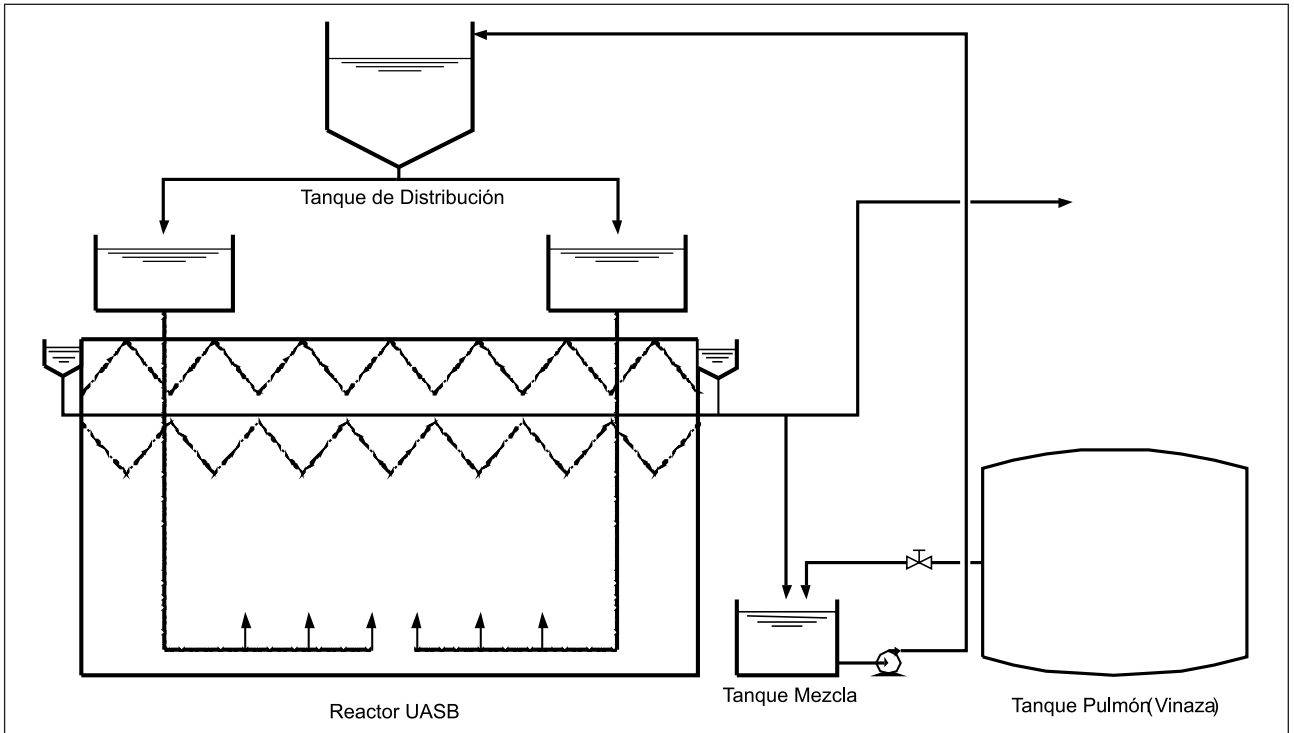 Tanque de Distribución
Tanque Mezcla
Tanque Pulmón(Vinaza)
Reactor UASB